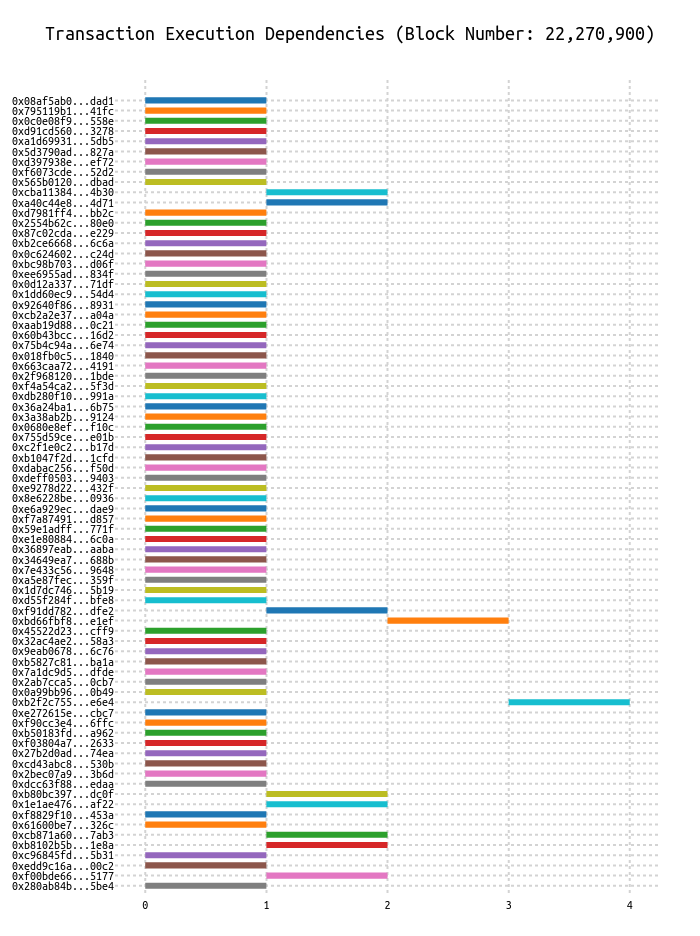 Transaction Execution Dependencies (Block Number: 22,270,900)
0x08af5ab0...dad1
0x795119b1...41fc
0x0c0e08f9...558e
0xd91cd560...3278
0xa1d69931...5db5
0x5d3790ad...827a
0xd397938e...ef72
0xf6073cde...52d2
0x565b0120...dbad
0xcba11384...4b30
0xa40c44e8...4d71
0xd7981ff4...bb2c
0x2554b62c...80e0
0x87c02cda...e229
0xb2ce6668...6c6a
0x0c624602...c24d
0xbc98b703...d06f
0xee6955ad...834f
0x0d12a337...71df
0x1dd60ec9...54d4
0x92640f86...8931
0xcb2a2e37...a04a
0xaab19d88...0c21
0x60b43bcc...16d2
0x75b4c94a...6e74
0x018fb0c5...1840
0x663caa72...4191
0x2f968120...1bde
0xf4a54ca2...5f3d
0xdb280f10...991a
0x36a24ba1...6b75
0x3a38ab2b...9124
0x0680e8ef...f10c
0x755d59ce...e01b
0xc2f1e0c2...b17d
0xb1047f2d...1cfd
0xdabac256...f50d
0xdeff0503...9403
0xe9278d22...432f
0x8e6228be...0936
0xe6a929ec...dae9
0xf7a87491...d857
0x59e1adff...771f
0xe1e80884...6c0a
0x36897eab...aaba
0x34649ea7...688b
0x7e433c56...9648
0xa5e87fec...359f
0x1d7dc746...5b19
0xd55f284f...bfe8
0xf91dd782...dfe2
0xbd66fbf8...e1ef
0x45522d23...cff9
0x32ac4ae2...58a3
0x9eab0678...6c76
0xb5827c81...ba1a
0x7a1dc9d5...dfde
0x2ab7cca5...0cb7
0x0a99bb96...0b49
0xb2f2c755...e6e4
0xe272615e...cbc7
0xf90cc3e4...6ffc
0xb50183fd...a962
0xf03804a7...2633
0x27b2d0ad...74ea
0xcd43abc8...530b
0x2bec07a9...3b6d
0xdcc63f88...edaa
0xb80bc397...dc0f
0x1e1ae476...af22
0xf8829f10...453a
0x61600be7...326c
0xcb871a60...7ab3
0xb8102b5b...1e8a
0xc96845fd...5b31
0xedd9c16a...00c2
0xf00bde66...5177
0x280ab84b...5be4
0 1 2 3 4